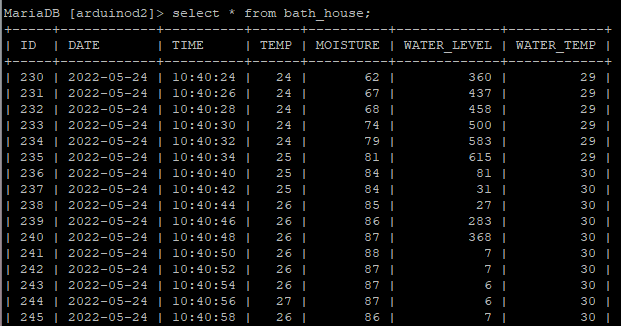 MariaDB [arduinod2]> select * from bath_house;
+-----+------------+----------+------+----------+-------------+------------+
| ID  | DATE       | TIME     | TEMP | MOISTURE | WATER_LEVEL | WATER_TEMP |
+-----+------------+----------+------+----------+-------------+------------+
| 230 | 2022-05-24 | 10:40:24 |   24 |       62 |         360 |         29 |
| 231 | 2022-05-24 | 10:40:26 |   24 |       67 |         437 |         29 |
| 232 | 2022-05-24 | 10:40:28 |   24 |       68 |         458 |         29 |
| 233 | 2022-05-24 | 10:40:30 |   24 |       74 |         500 |         29 |
| 234 | 2022-05-24 | 10:40:32 |   24 |       79 |         583 |         29 |
| 235 | 2022-05-24 | 10:40:34 |   25 |       81 |         615 |         29 |
| 236 | 2022-05-24 | 10:40:40 |   25 |       84 |          81 |         30 |
| 237 | 2022-05-24 | 10:40:42 |   25 |       84 |          31 |         30 |
| 238 | 2022-05-24 | 10:40:44 |   26 |       85 |          27 |         30 |
| 239 | 2022-05-24 | 10:40:46 |   26 |       86 |         283 |         30 |
| 240 | 2022-05-24 | 10:40:48 |   26 |       87 |         368 |         30 |
| 241 | 2022-05-24 | 10:40:50 |   26 |       88 |           7 |         30 |
| 242 | 2022-05-24 | 10:40:52 |   26 |       87 |           7 |         30 |
| 243 | 2022-05-24 | 10:40:54 |   26 |       87 |           6 |         30 |
| 244 | 2022-05-24 | 10:40:56 |   27 |       87 |           6 |         30 |
| 245 | 2022-05-24 | 10:40:58 |   26 |       86 |           7 |         30 |